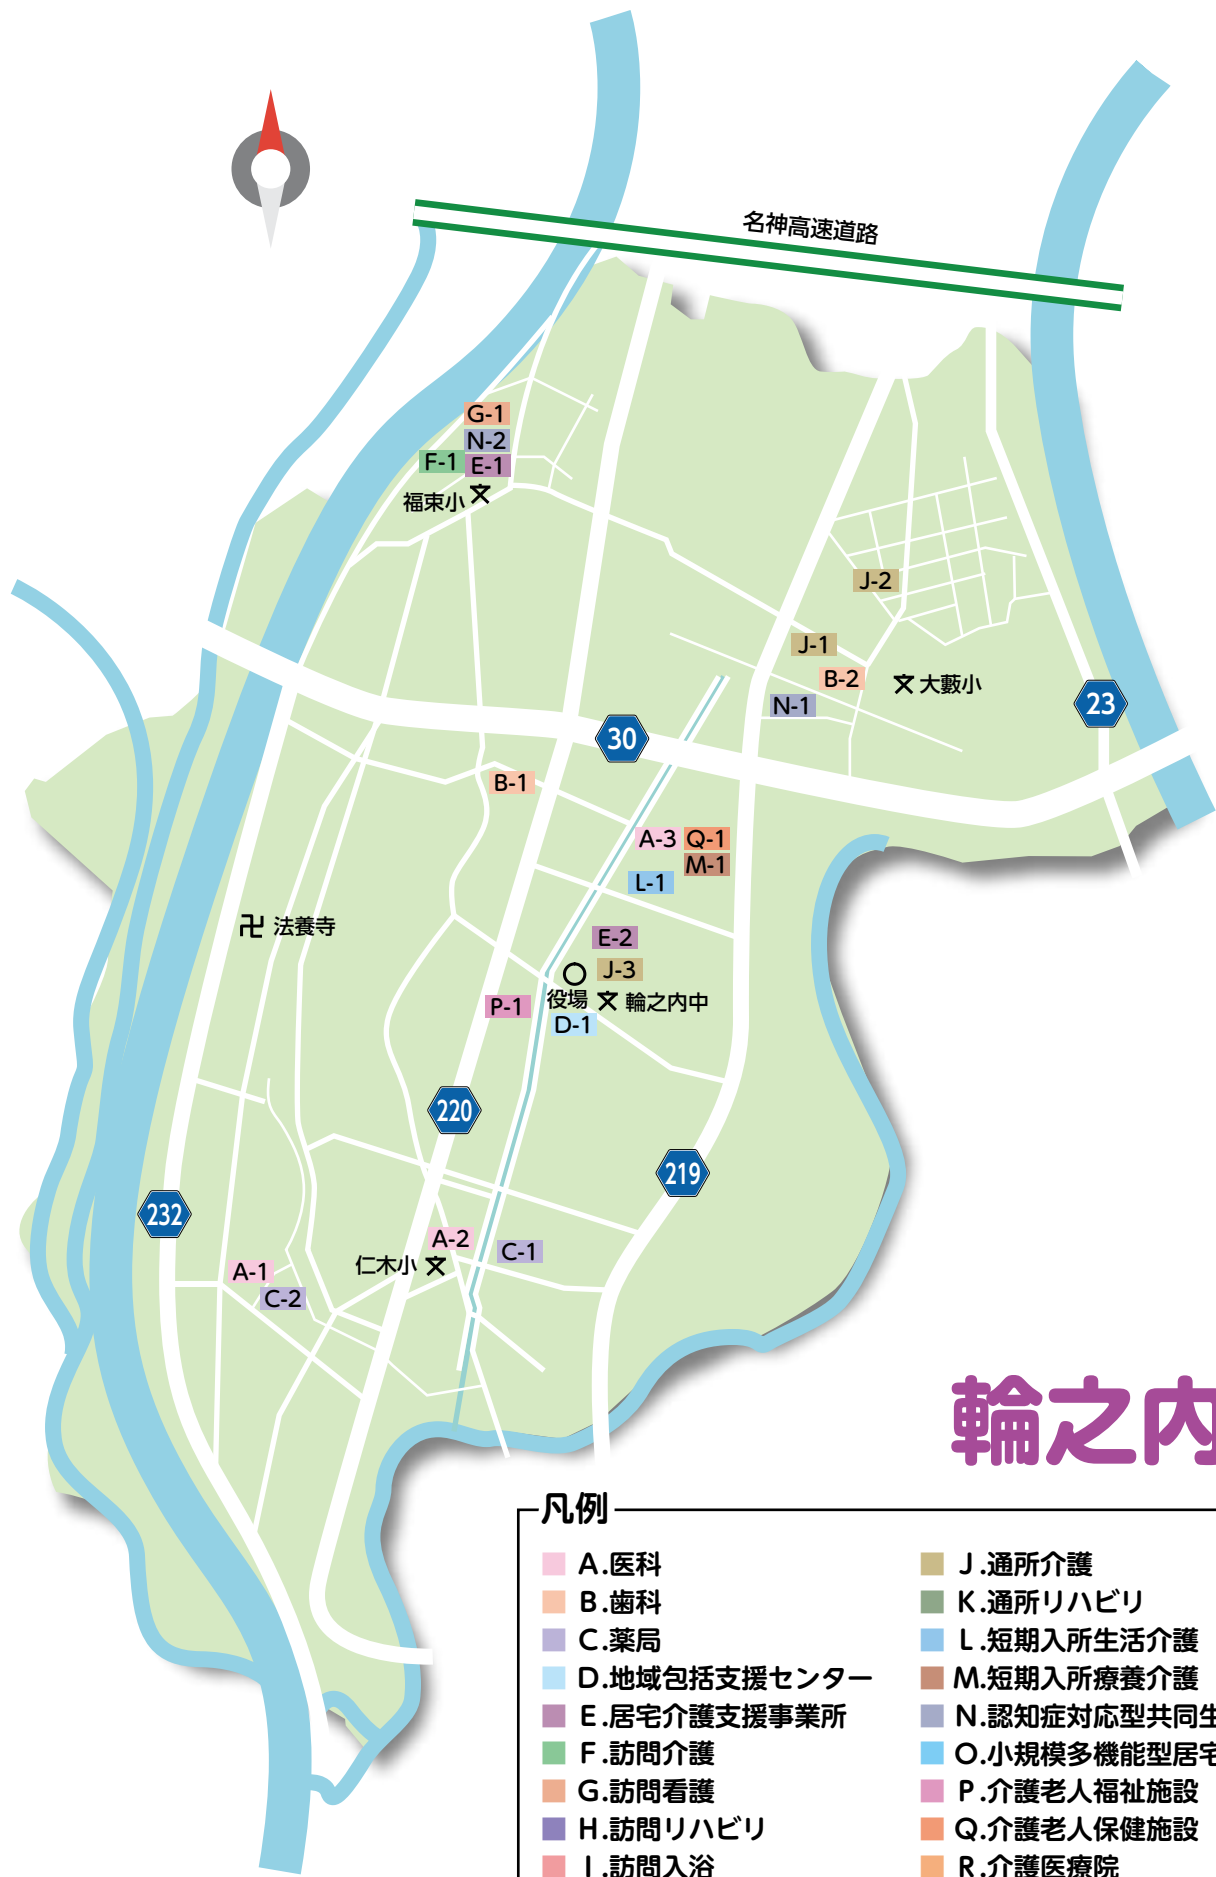 名神高速道路
G-1
N-2
F-1 E-1
福束小
J-2
J-1
B-2
大藪小
N-1
23
30
B-1
A-3 Q-1
M-1
L-1
法養寺
E-2
J-3
役場 輪之内中
P-1
D-1
220
219
232
A-2
C-1
仁木小
A-1
C-2
輪之内
凡例
A.医科
B.歯科
C.薬局
D.地域包括支援センター
E.居宅介護支援事業所
F.訪問介護
G.訪問看護
H.訪問リハビリ
I.訪問入浴
J.通所介護
K.通所リハビリ
L.短期入所生活介護
M.短期入所療養介護
N.認知症対応型共同生
O.小規模多機能型居宅
P.介護老人福祉施設
Q.介護老人保健施設
R.介護医療院